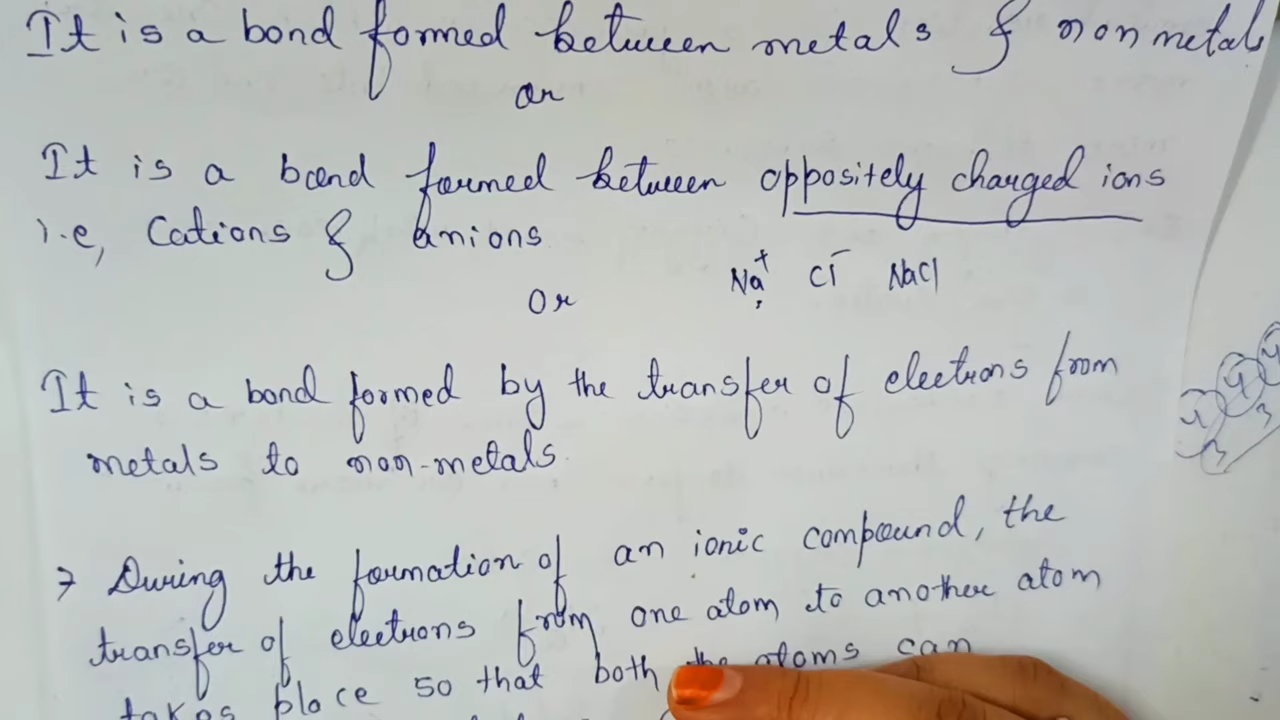 It is a bond formed between metals & nonmetals
or
It is a bond formed between oppositely charged ions
i.e, Cations & anions
Na⁺ Cl⁻ NaCl
Or
It is a bond formed by the transfer of electrons from
metals to non-metals.
→ During the formation of an ionic compound, the
transfer of electrons from one atom to another atom
takes place so that both the atoms can